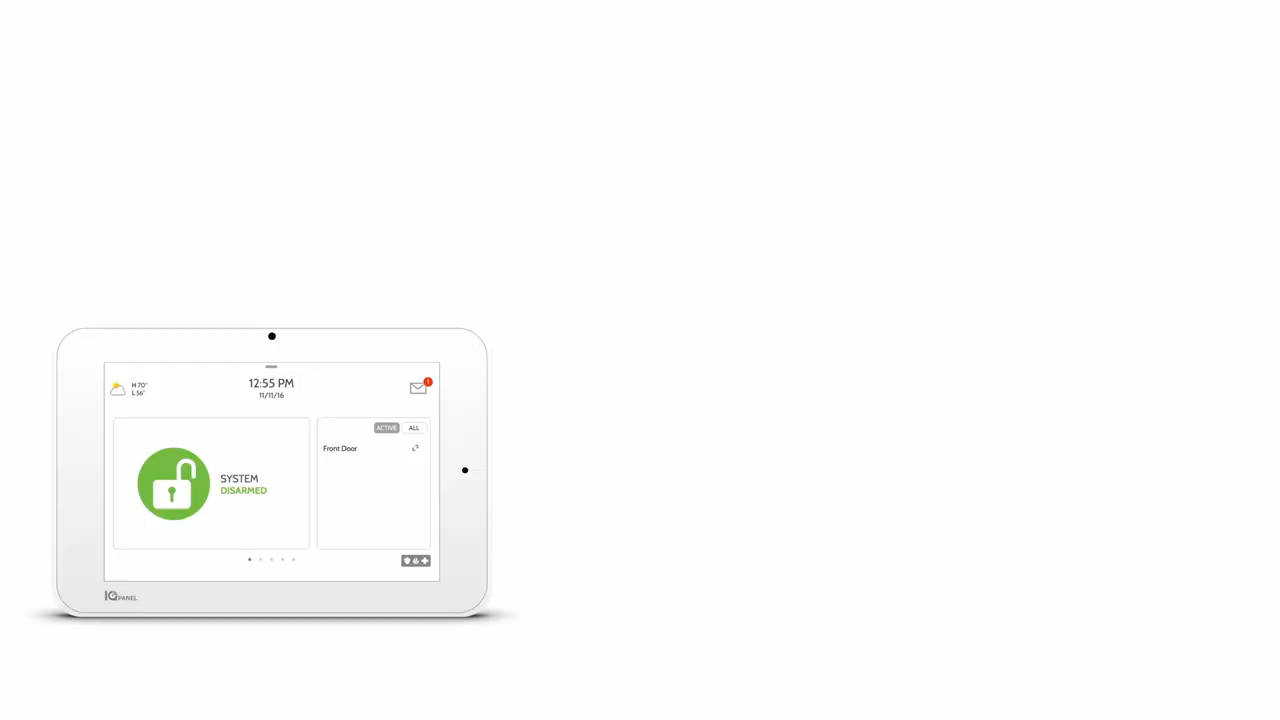 H 70°
L 56°
12:55 PM
11/11/16
1
ACTIVE
ALL
Front Door
SYSTEM
DISARMED
IQ PANEL